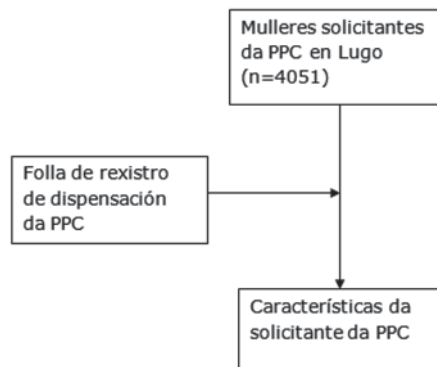 Mulleres solicitantes
da PPC en Lugo
(n=4051)
Folla de rexistro
de dispensación
da PPC
Características da
solicitante da PPC